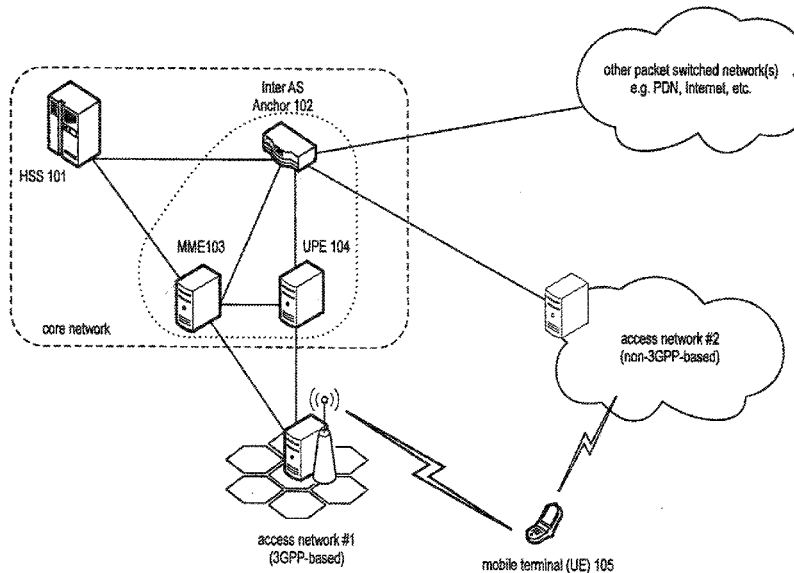 other packet switched network(s)
e.g. PDN, Internet, etc.
Inter AS
Anchor 102
HSS 101
MME103
UPE 104
core network
access network #2
(non-3GPP-based)
access network #1
(3GPP-based)
mobile terminal (UE) 105